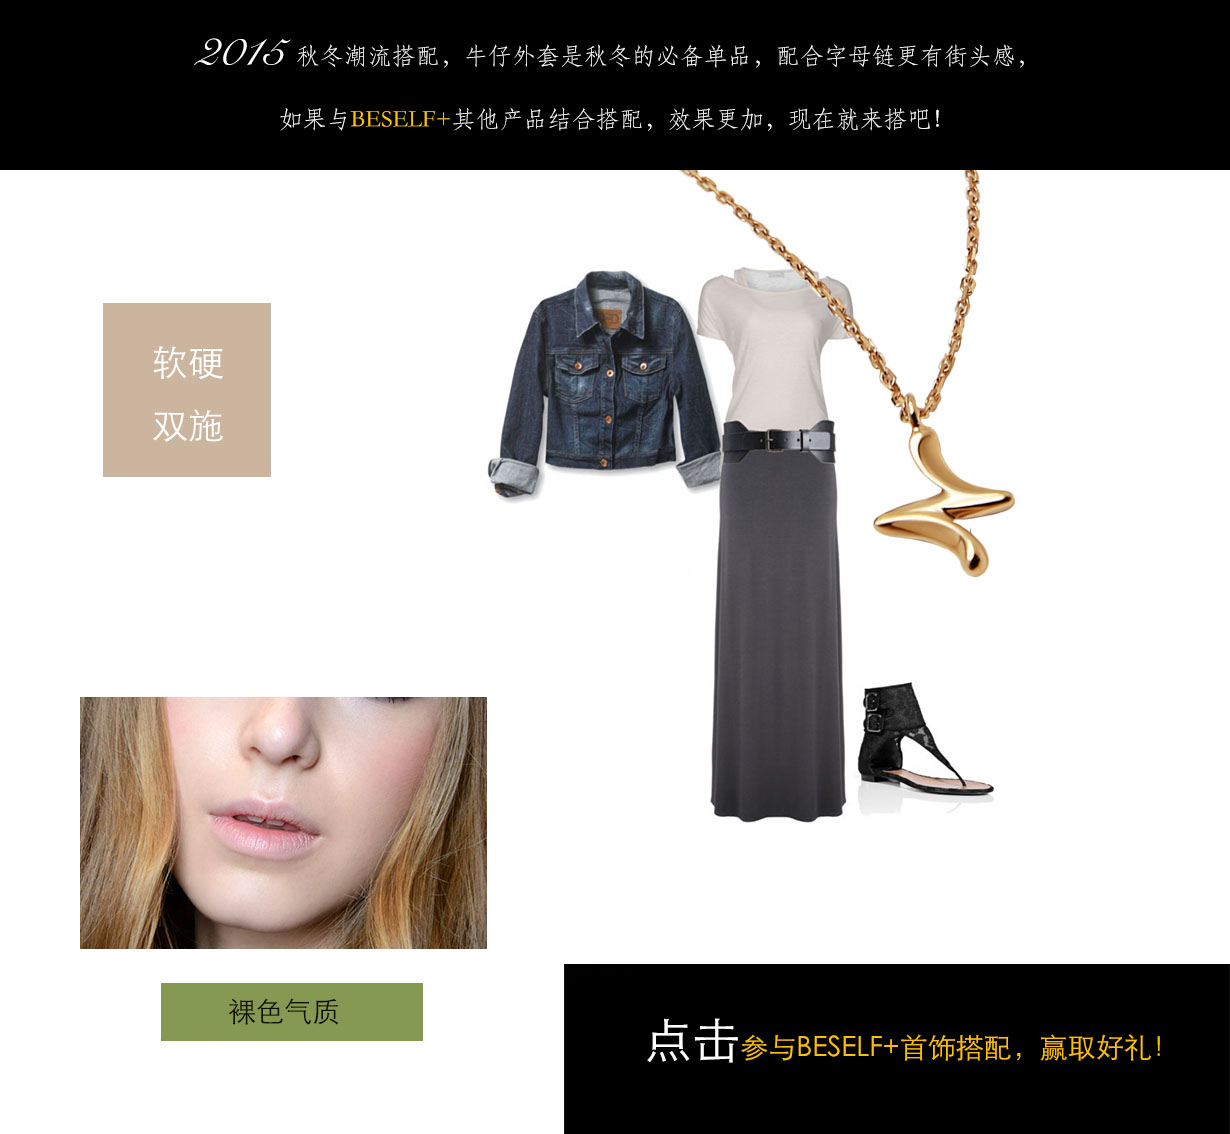 2015 秋冬潮流搭配，牛仔外套是秋冬的必备单品，配合字母链更有街头感，
如果与BESELF+其他产品结合搭配，效果更加，现在就来搭吧！
软硬
双施
裸色气质
点击参与BESELF+首饰搭配，赢取好礼！